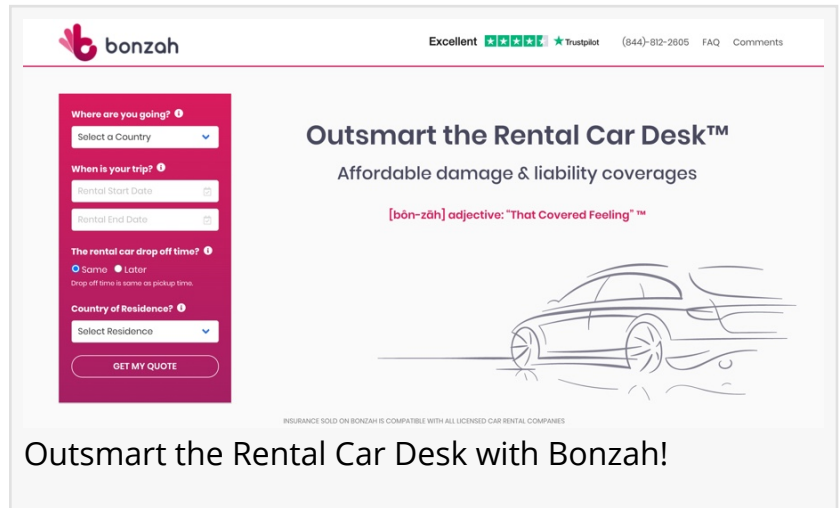 bonzah
Excellent Trustpilot (844)-812-2605 FAQ Comments
Where are you going?
Select a Country
When is your trip?
Rental Start Date
Rental End Date
The rental car drop off time?
Same Later
Drop off time is same as pickup time.
Country of Residence?
Select Residence
GET MY QUOTE
Outsmart the Rental Car Desk™
Affordable damage & liability coverages
[bôn-zäh] adjective: "That Covered Feeling" ™
INSURANCE SOLD ON BONZAH IS COMPATIBLE WITH ALL LICENSED CAR RENTAL COMPANIES
Outsmart the Rental Car Desk with Bonzah!